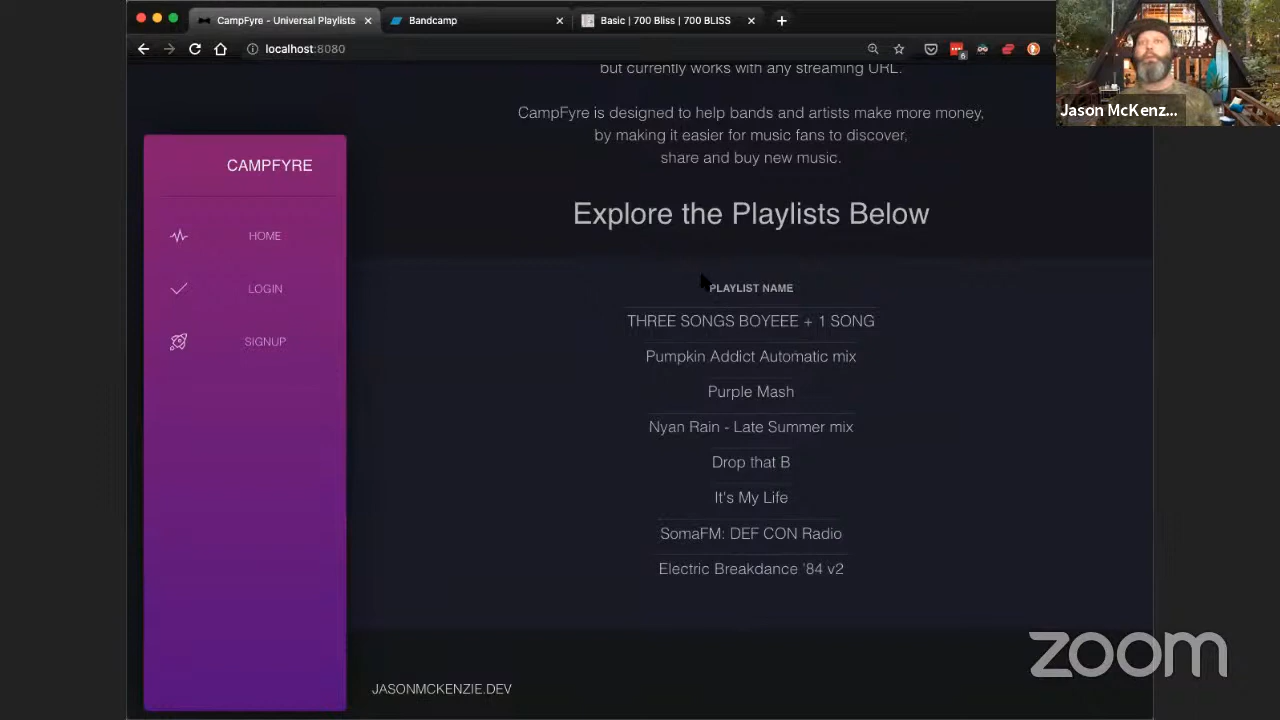 CampFyre - Universal Playlists
Bandcamp
Basic | 700 Bliss | 700 BLISS
localhost:8080
6
Jason McKenz...
but currently works with any streaming URL.
CampFyre is designed to help bands and artists make more money,
by making it easier for music fans to discover,
share and buy new music.
CAMPFYRE
HOME
LOGIN
SIGNUP
Explore the Playlists Below
PLAYLIST NAME
THREE SONGS BOYEEE + 1 SONG
Pumpkin Addict Automatic mix
Purple Mash
Nyan Rain - Late Summer mix
Drop that B
It's My Life
SomaFM: DEF CON Radio
Electric Breakdance '84 v2
JASONMCKENZIE.DEV
zoom